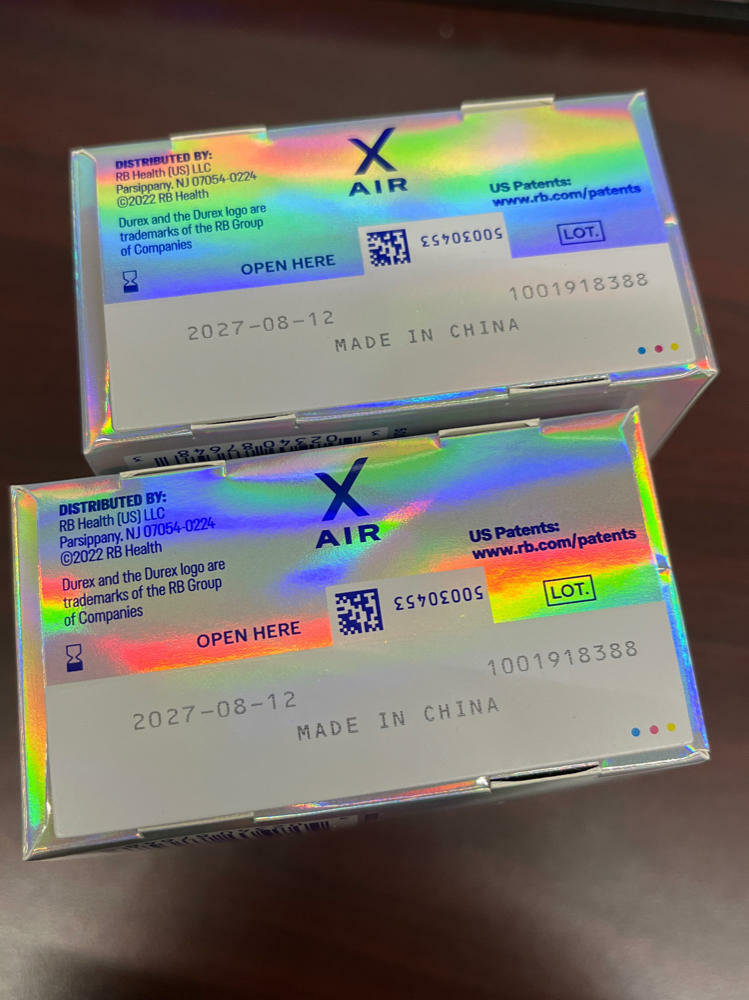 DISTRIBUTED BY:
RB Health (US) LLC
Parsippany, NJ 07054-0224
©2022 RB Health
Durex and the Durex logo are
trademarks of the RB Group
of Companies
X
AIR
US Patents:
www.rb.com/patents
OPEN HERE
50030453
LOT.
2027-08-12
1001918388
MADE IN CHINA
3 02340 87648
DISTRIBUTED BY:
RB Health (US) LLC
Parsippany, NJ 07054-0224
©2022 RB Health
Durex and the Durex logo are
trademarks of the RB Group
of Companies
X
AIR
US Patents:
www.rb.com/patents
OPEN HERE
50030453
LOT.
2027-08-12
1001918388
MADE IN CHINA